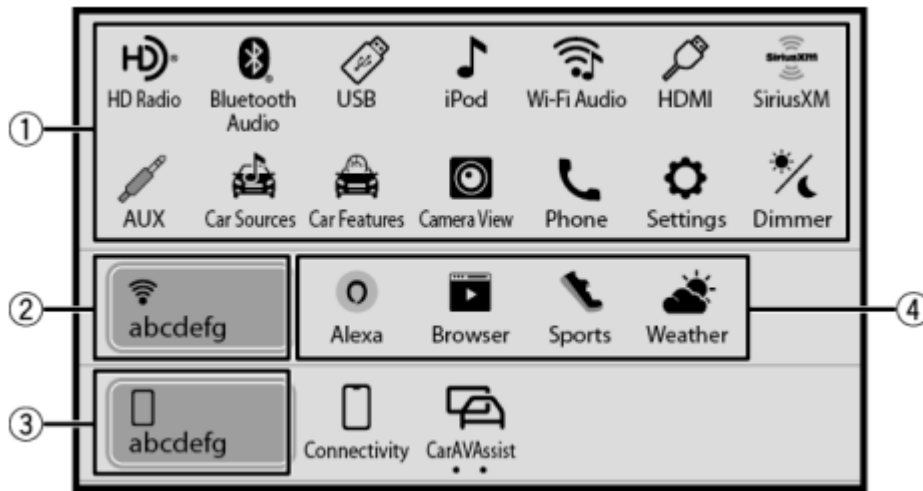 HD Radio Bluetooth Audio USB iPod Wi-Fi Audio HDMI SiriusXM SiriusXM
①
AUX Car Sources Car Features Camera View Phone Settings Dimmer
② abcdefg Alexa Browser Sports Weather ④
③ abcdefg Connectivity CarAVAssist